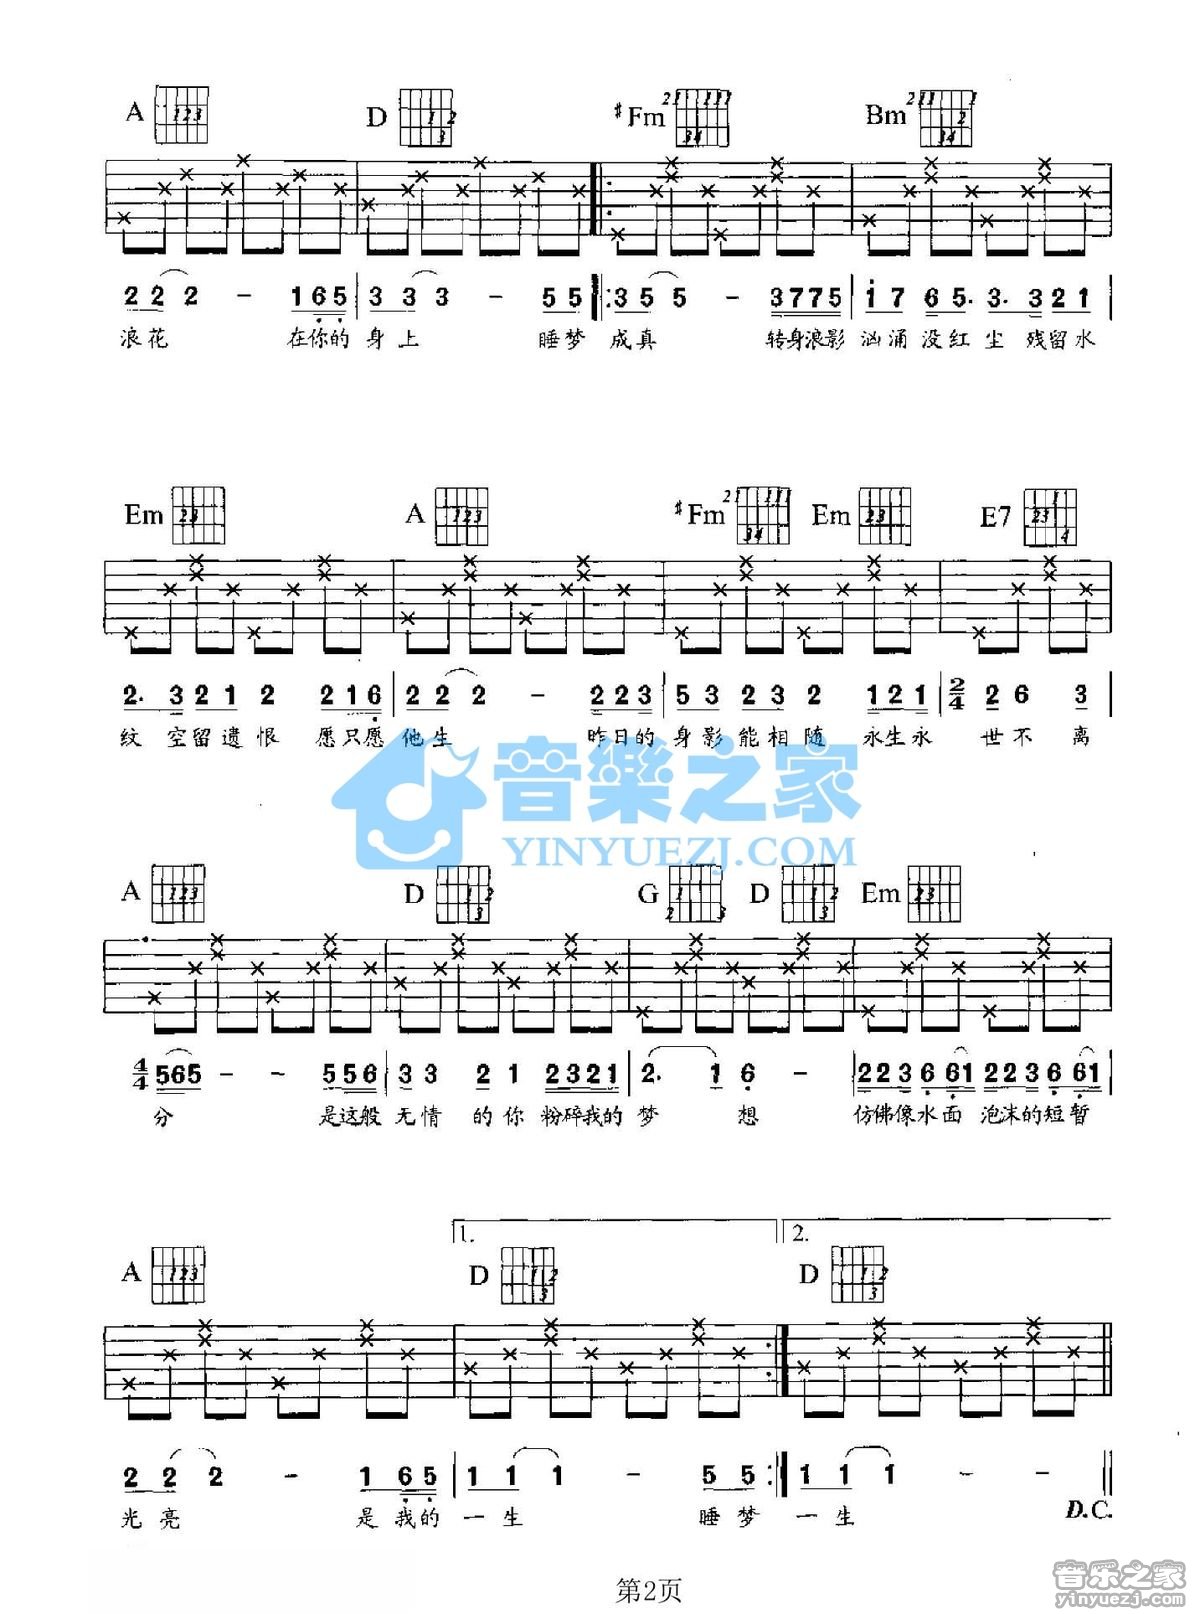 A D #Fm Bm
2 2 2 - 1 6 5 3 3 3 - 5 5 3 5 5 - 3 7 7 5 i 7 6 5. 3. 3 2 1
浪花 在你的 身上 睡梦 成真 转身浪影 汹涌没红尘 残留水
Em A #Fm Em E7
2. 3 2 1 2 2 1 6 2 2 2 - 2 2 3 5 3 2 3 2 1 2 1 2/4 2 6 3
纹 空留遗恨 愿只愿 他生 昨日的 身影能相随 永生永 世不离
音樂之家
YINYUEZJ.COM
A D G D Em
4/4 5 6 5 - - 5 5 6 3 3 2 1 2 3 2 1 2. 1 6 - 2 2 3 6 6 1 2 2 3 6 6 1
分 是这般 无情 的你 粉碎我的 梦 想 仿佛像水面 泡沫的短暂
1. 2.
A D D
2 2 2 - 1 6 5 1 1 1 - 5 5 1 1 1 - -
光亮 是我的 一生 睡梦 一生
D.C.
第2页
音乐之家
yinyuezj.com